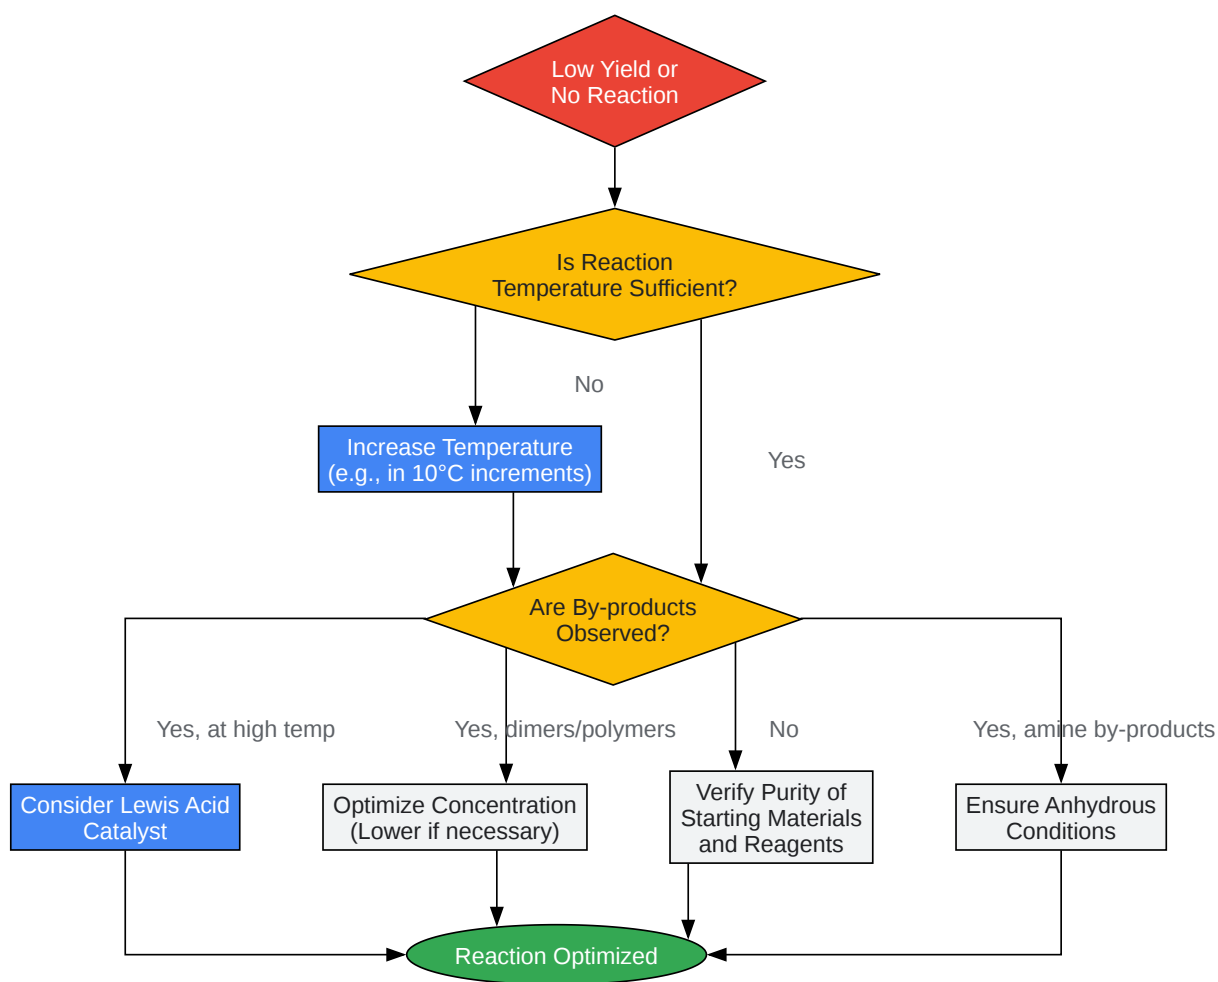 Low Yield or
No Reaction
Is Reaction
Temperature Sufficient?
No
Increase Temperature
(e.g., in 10°C increments)
Yes
Are By-products
Observed?
Yes, at high temp
Yes, dimers/polymers
No
Yes, amine by-products
Consider Lewis Acid
Catalyst
Optimize Concentration
(Lower if necessary)
Verify Purity of
Starting Materials
and Reagents
Ensure Anhydrous
Conditions
Reaction Optimized